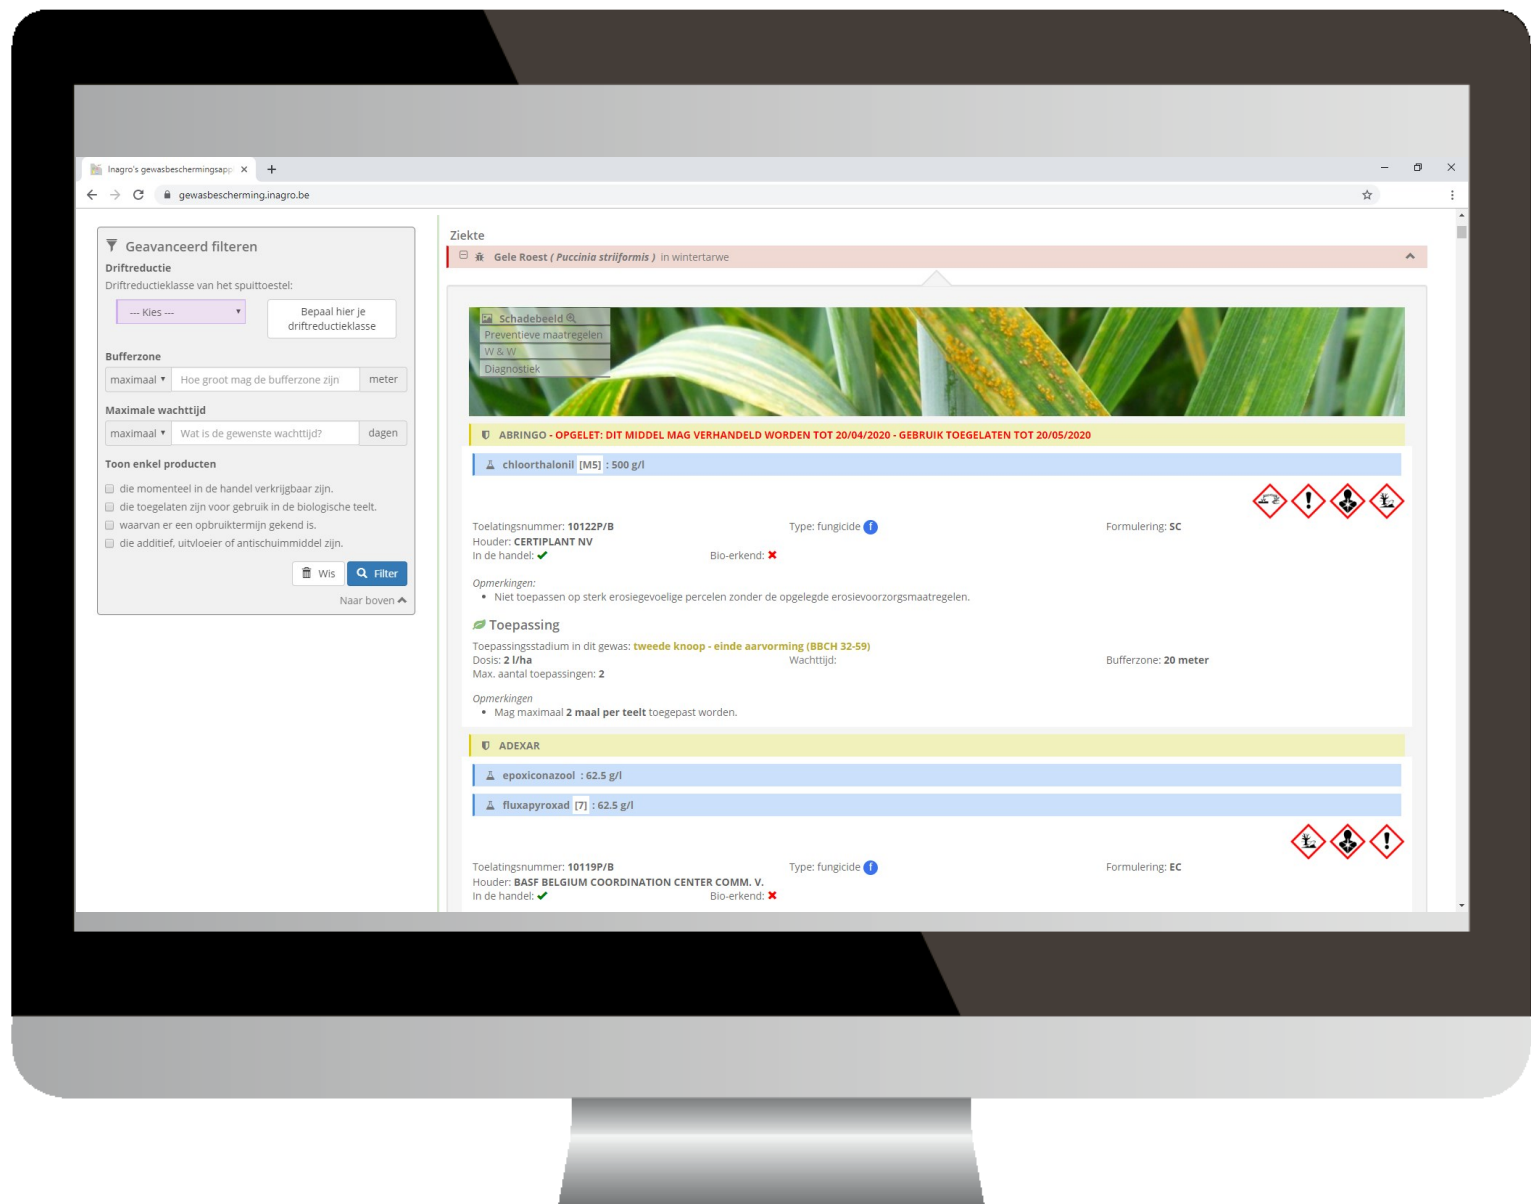 Inagro's gewasbeschermingsapp
gewasbescherming.inagro.be
Geavanceerd filteren
Driftreductie
Driftreductieklasse van het spuittoestel:
--- Kies ---
Bepaal hier je
driftreductieklasse
Bufferzone
maximaal Hoe groot mag de bufferzone zijn meter
Maximale wachttijd
maximaal Wat is de gewenste wachttijd? dagen
Toon enkel producten
die momenteel in de handel verkrijgbaar zijn.
die toegelaten zijn voor gebruik in de biologische teelt.
waarvan er een opbruiktermijn gekend is.
die additief, uitvloeier of antischuimmiddel zijn.
Wis Filter
Naar boven
Ziekte
Gele Roest ( Puccinia striiformis ) in wintertarwe
Schadebeeld
Preventieve maatregelen
W & W
Diagnostiek
ABRINGO - OPGELET: DIT MIDDEL MAG VERHANDELD WORDEN TOT 20/04/2020 - GEBRUIK TOEGELATEN TOT 20/05/2020
chloorthalonil [M5] : 500 g/l
Toelatingsnummer: 10122P/B Type: fungicide f Formulering: SC
Houder: CERTIPLANT NV
In de handel: ✔ Bio-erkend: ✖
Opmerkingen:
• Niet toepassen op sterk erosiegevoelige percelen zonder de opgelegde erosievoorzorgsmaatregelen.
Toepassing
Toepassingsstadium in dit gewas: tweede knoop - einde aarvorming (BBCH 32-59)
Dosis: 2 l/ha Wachttijd: Bufferzone: 20 meter
Max. aantal toepassingen: 2
Opmerkingen
• Mag maximaal 2 maal per teelt toegepast worden.
ADEXAR
epoxiconazool : 62.5 g/l
fluxapyroxad [7] : 62.5 g/l
Toelatingsnummer: 10119P/B Type: fungicide f Formulering: EC
Houder: BASF BELGIUM COORDINATION CENTER COMM. V.
In de handel: ✔ Bio-erkend: ✖